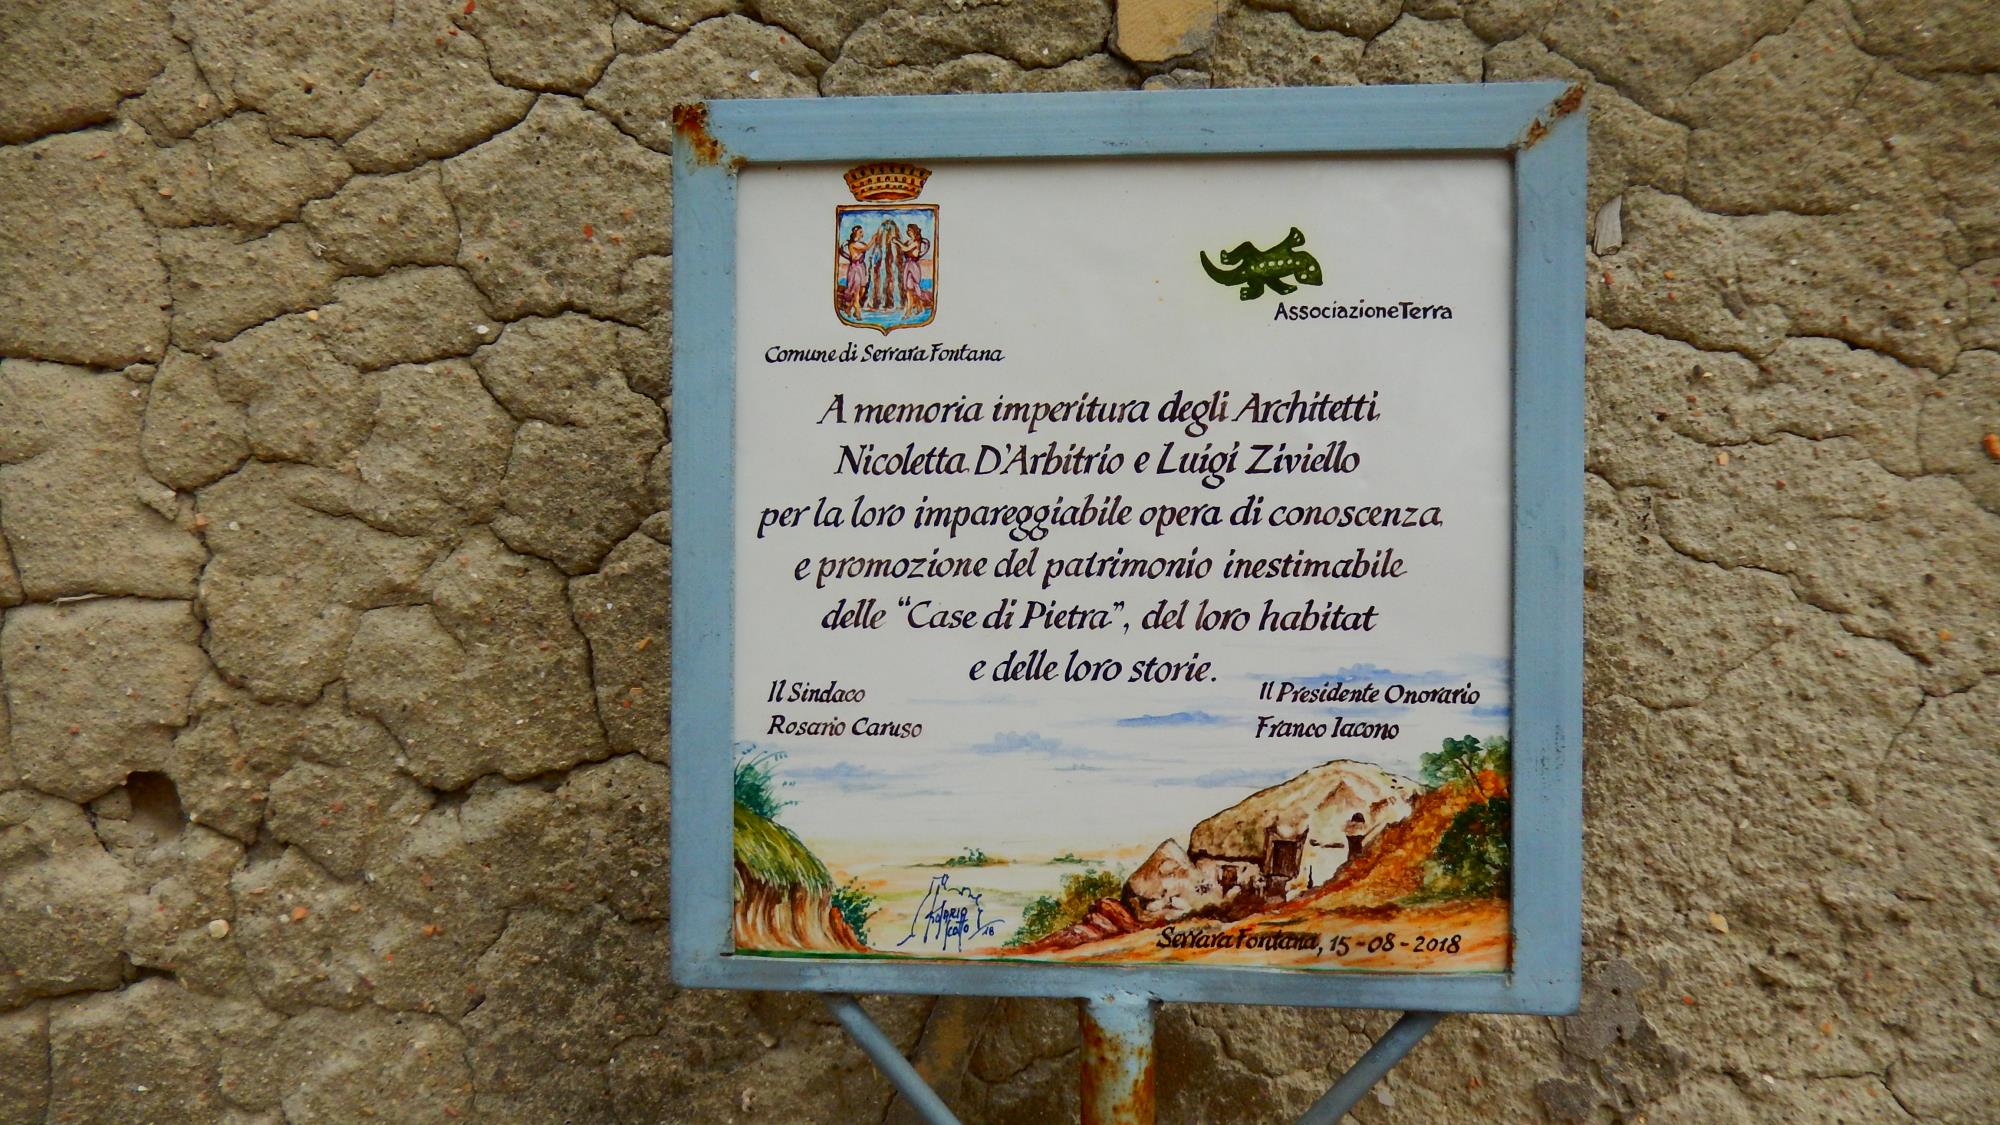 AssociazioneTerra
Comune di Serrara Fontana
A memoria imperitura degli Architetti
Nicoletta D'Arbitrio e Luigi Ziviello
per la loro impareggiabile opera di conoscenza
e promozione del patrimonio inestimabile
delle "Case di Pietra", del loro habitat
e delle loro storie.
Il Sindaco
Rosario Caruso
Il Presidente Onorario
Franco Iacono
18
Serrara Fontana, 15-08-2018